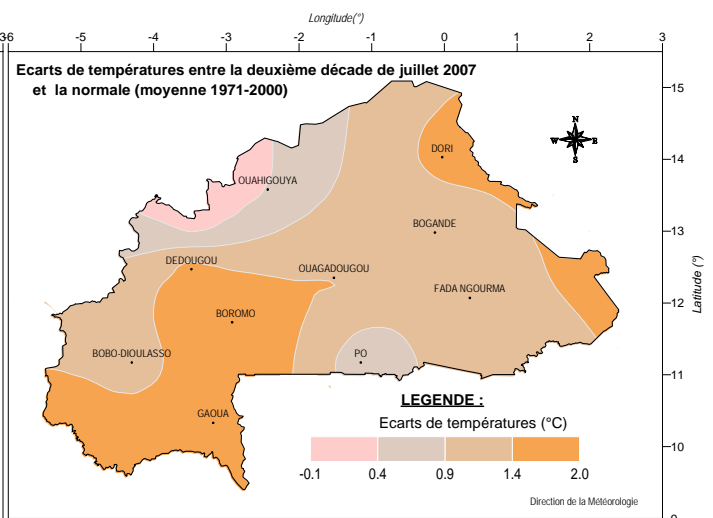 Longitude(°)
36 -5 -4 -3 -2 -1 0 1 2 3
Ecarts de températures entre la deuxième décade de juillet 2007
et la normale (moyenne 1971-2000)
N
W E
S
15
DORI
14
OUAHIGOUYA
BOGANDE
13
DEDOUGOU
OUAGADOUGOU
Latitude (°)
FADA NGOURMA
12
BOROMO
BOBO-DIOULASSO
PO
11
LEGENDE :
GAOUA
Ecarts de températures (°C)
10
-0.1 0.4 0.9 1.4 2.0
Direction de la Météorologie